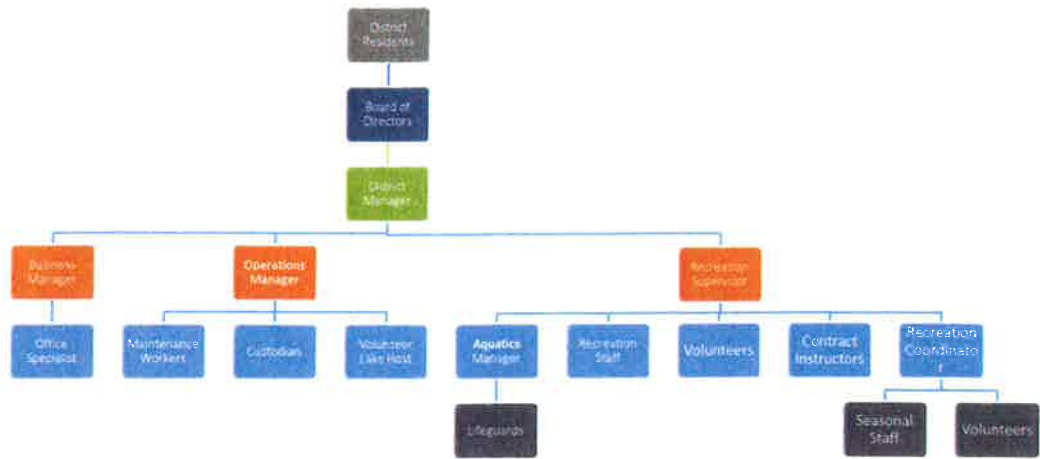 District
Residents
Board of
Directors
District
Manager
Business
Manager
Operations
Manager
Recreation
Supervisor
Office
Specialist
Maintenance
Workers
Custodian
Volunteer
Lake Host
Aquatics
Manager
Recreation
Staff
Volunteers
Contract
Instructors
Recreation
Coordinato
r
Lifeguards
Seasonal
Staff
Volunteers